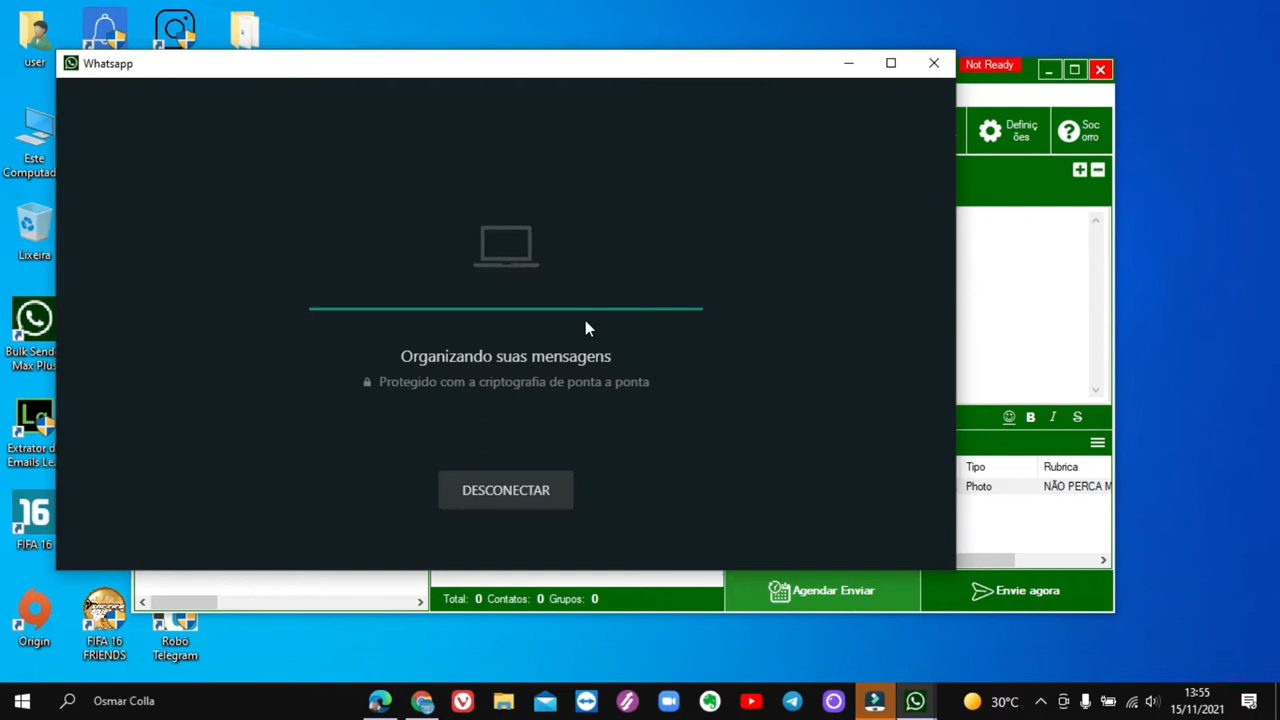 user
Whatsapp
Not Ready
Definiç
ões
Soc
orro
Este
Computad
Lixeira
Organizando suas mensagens
Protegido com a criptografia de ponta a ponta
DESCONECTAR
Bulk Send
Max Plus
B I S
Extrator d
Emails Le
Lg
Tipo Rubrica
Photo NÃO PERCA M
16
FIFA 16
Total: 0 Contatos: 0 Grupos: 0
Agendar Enviar
Envie agora
Origin
FIFA 16
FRIENDS
Robô
Telegram
Osmar Colla
30°C
13:55
15/11/2021